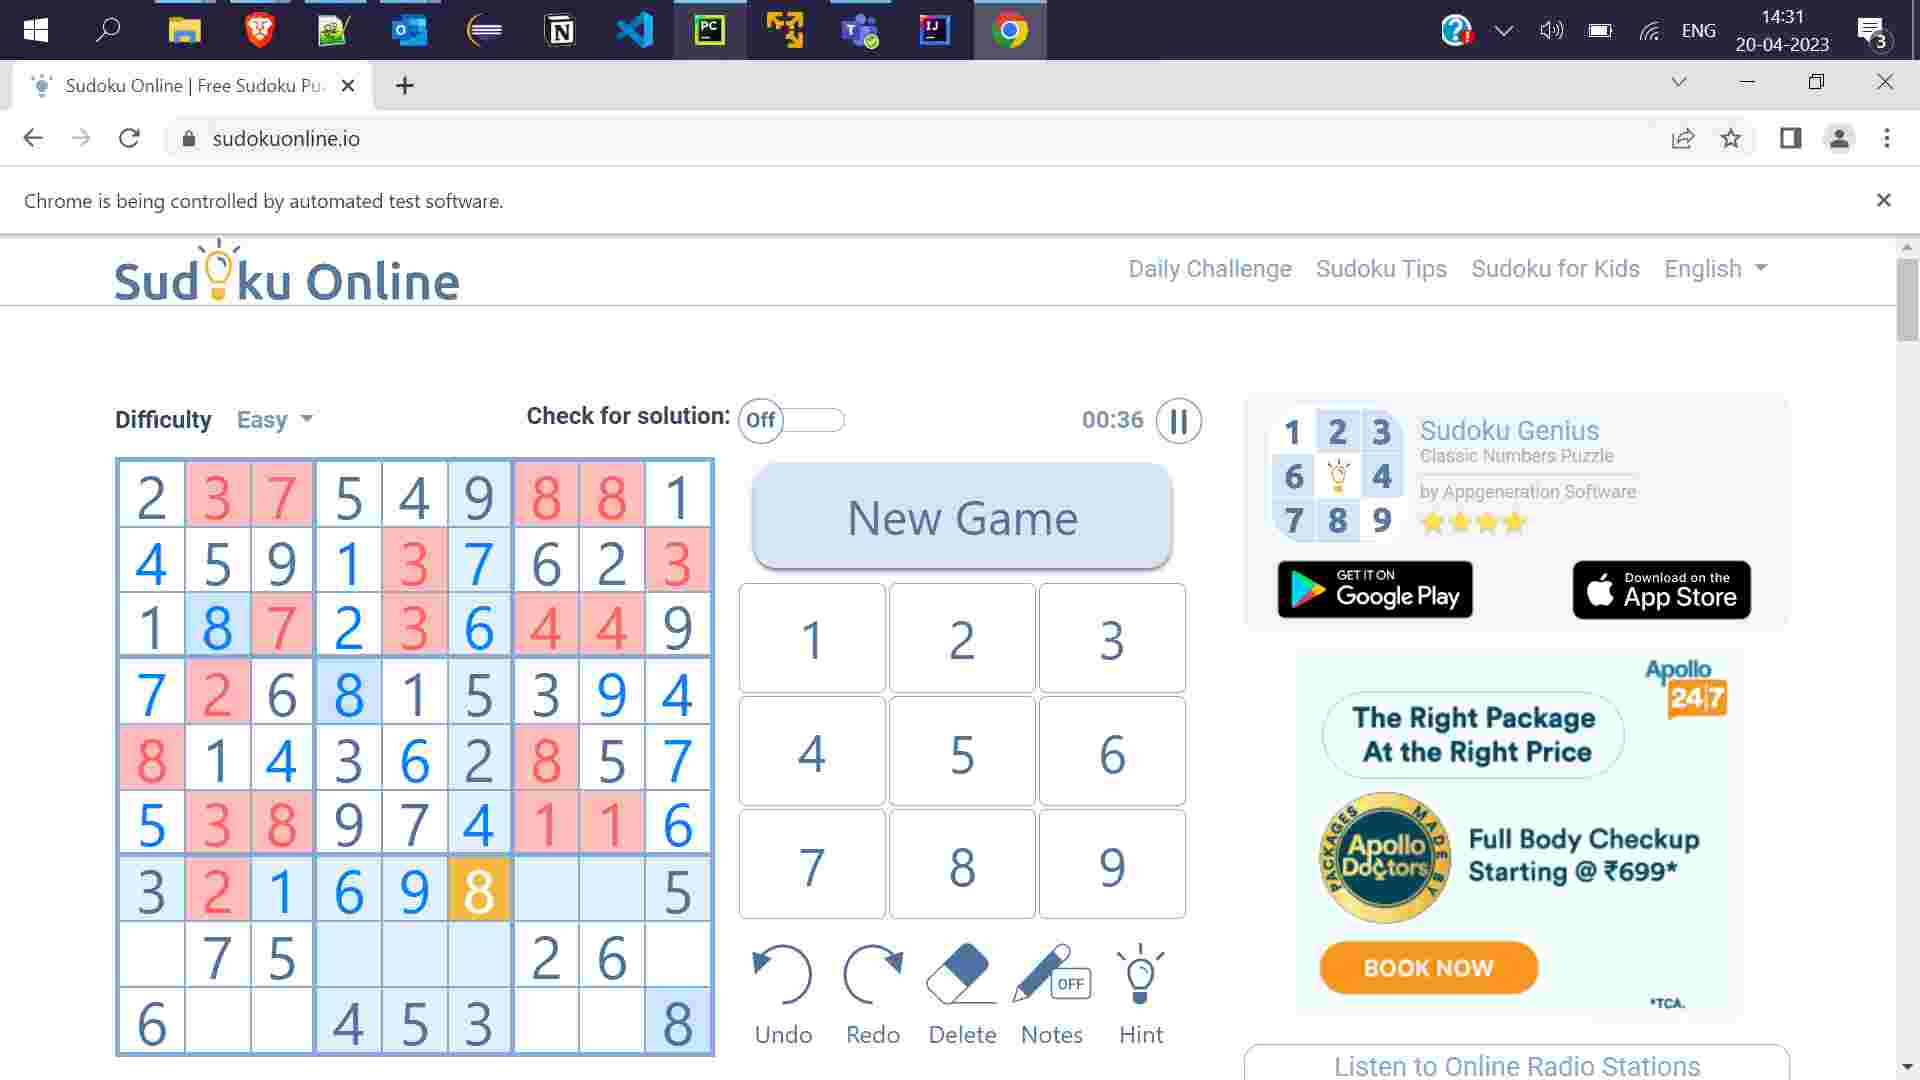 PC
IJ
ENG
14:31
20-04-2023
3
Sudoku Online | Free Sudoku Pu
sudokuonline.io
Chrome is being controlled by automated test software.
Sudoku Online
Daily Challenge Sudoku Tips Sudoku for Kids English
Difficulty Easy
Check for solution: Off
00:36
2 3 7 5 4 9 8 8 1
4 5 9 1 3 7 6 2 3
1 8 7 2 3 6 4 4 9
7 2 6 8 1 5 3 9 4
8 1 4 3 6 2 8 5 7
5 3 8 9 7 4 1 1 6
3 2 1 6 9 8 5
7 5 2 6
6 4 5 3 8
New Game
1 2 3
4 5 6
7 8 9
OFF
Undo Redo Delete Notes Hint
1 2 3
6 4
7 8 9
Sudoku Genius
Classic Numbers Puzzle
by Appgeneration Software
GET IT ON
Google Play
Download on the
App Store
Apollo
24|7
The Right Package
At the Right Price
PACKAGES MADE BY
Apollo
Doctors
Full Body Checkup
Starting @ ₹699*
BOOK NOW
*TCA.
Listen to Online Radio Stations